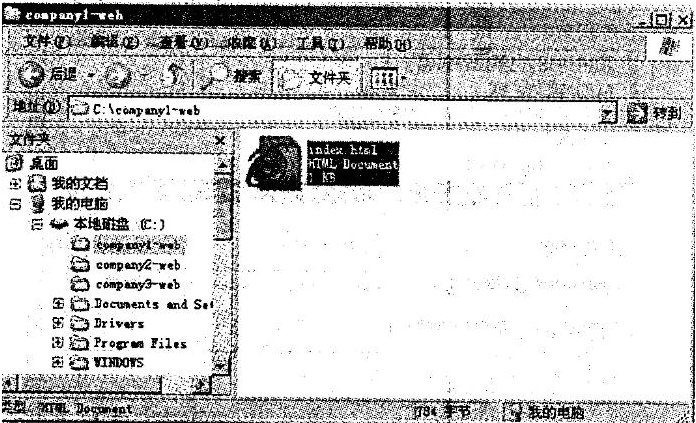 company1-web
文件(F) 编辑(E) 查看(V) 收藏(A) 工具(T) 帮助(H)
后退 搜索 文件夹
地址(D) C:\company1-web 转到
文件夹
桌面
我的文档
我的电脑
本地磁盘 (C:)
company1-web
company2-web
company3-web
Documents and Set
Drivers
Program Files
WINDOWS
index.html
HTML Document
1 KB
类型: HTML Document 784 字节 我的电脑